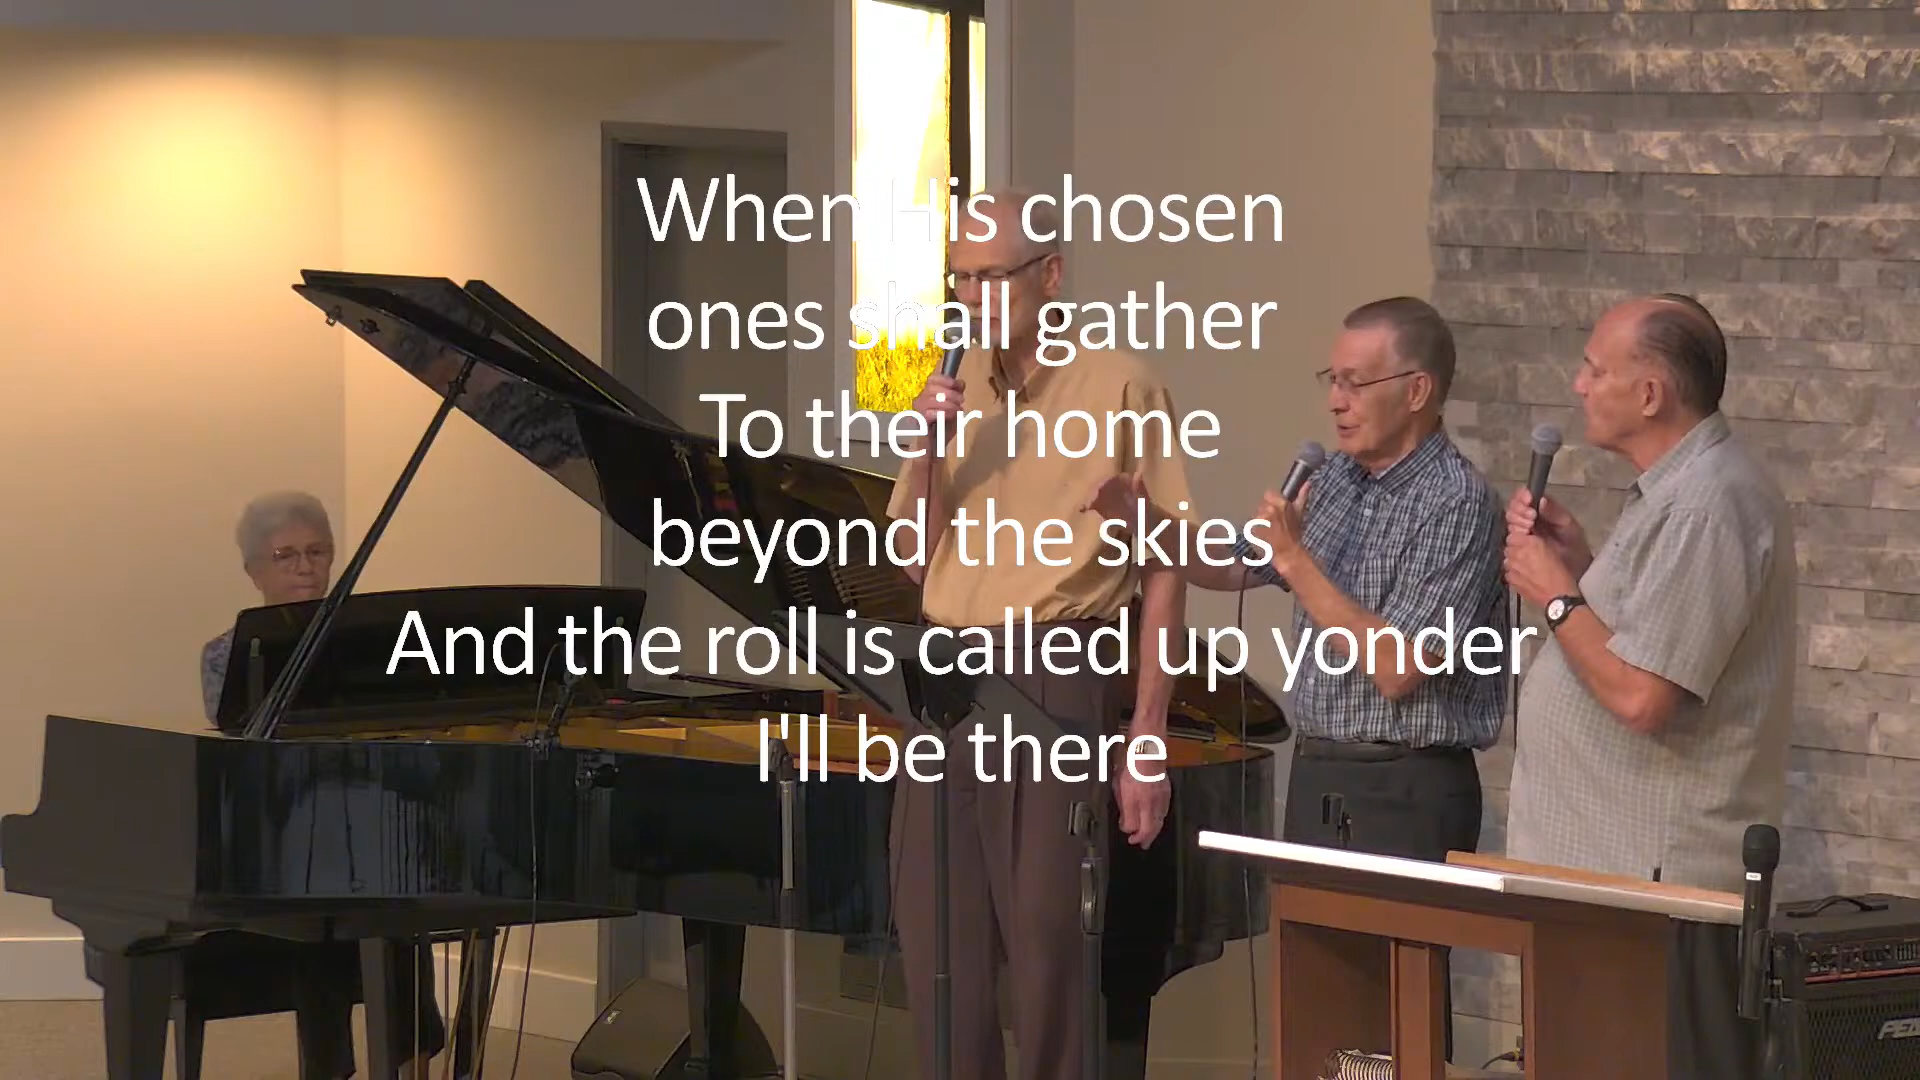 When His chosen
ones shall gather
To their home
beyond the skies
And the roll is called up yonder
I'll be there